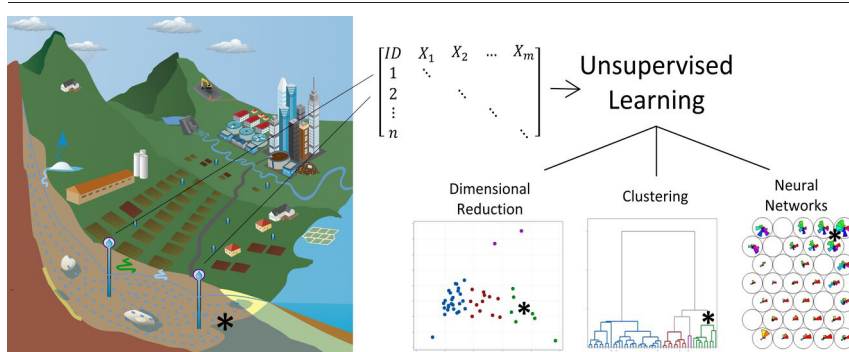 ID X₁ X₂ … Xₘ
1 ⋱
2 ⋱
⋮ ⋱
n ⋱
Unsupervised
Learning
Dimensional
Reduction
Clustering
Neural
Networks
*
*
*
*